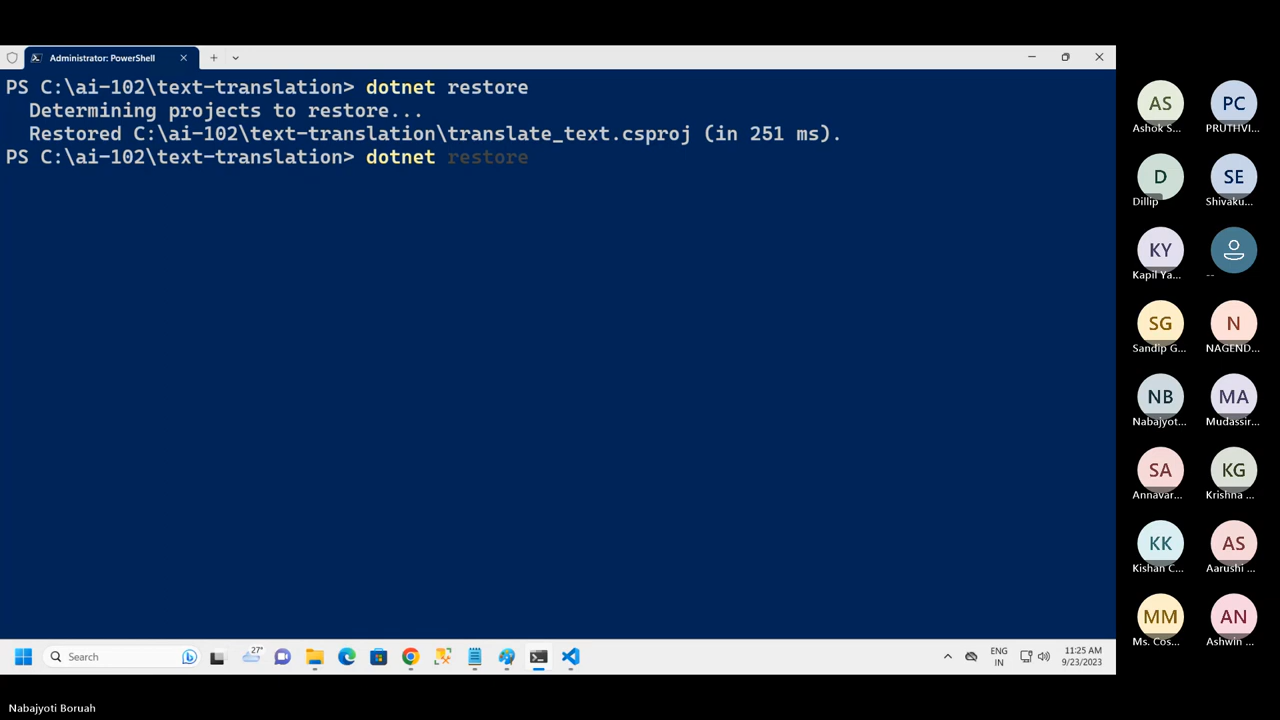 Administrator: PowerShell
PS C:\ai-102\text-translation> dotnet restore
Determining projects to restore...
Restored C:\ai-102\text-translation\translate_text.csproj (in 251 ms).
PS C:\ai-102\text-translation> dotnet restore
AS
Ashok S...
PC
PRUTHVI...
D
Dillip
SE
Shivaku...
KY
Kapil Ya...
--
SG
Sandip G...
N
NAGEND...
NB
Nabajyot...
MA
Mudassir...
SA
Annavar...
KG
Krishna ...
KK
Kishan C...
AS
Aarushi ...
MM
Ms. Cos...
AN
Ashwin ...
Search
27°
ENG
IN
11:25 AM
9/23/2023
Nabajyoti Boruah